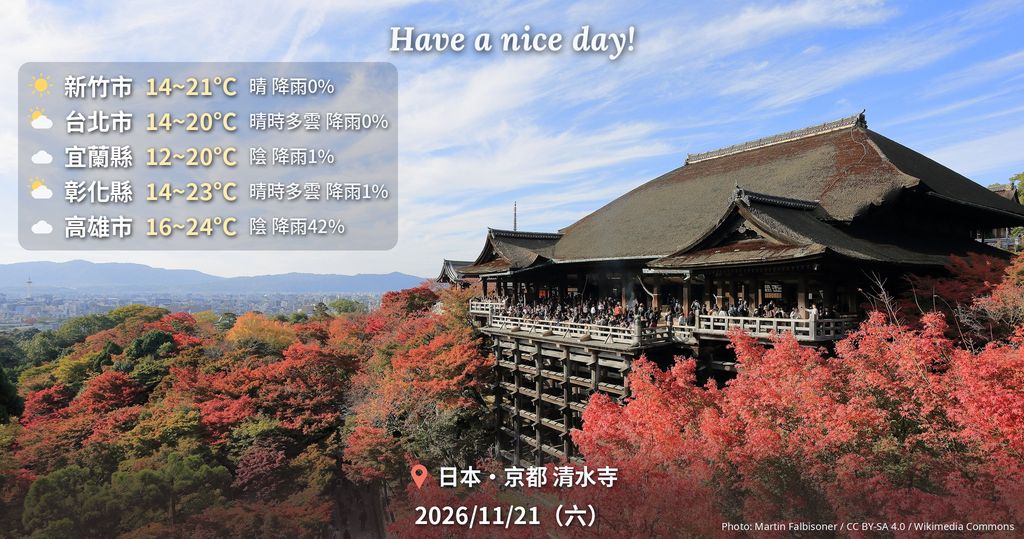 Have a nice day!
新竹市 14~21°C 晴 降雨0%
台北市 14~20°C 晴時多雲 降雨0%
宜蘭縣 12~20°C 陰 降雨1%
彰化縣 14~23°C 晴時多雲 降雨1%
高雄市 16~24°C 陰 降雨42%
日本・京都 清水寺
2026/11/21（六）
Photo: Martin Falbisoner / CC BY-SA 4.0 / Wikimedia Commons